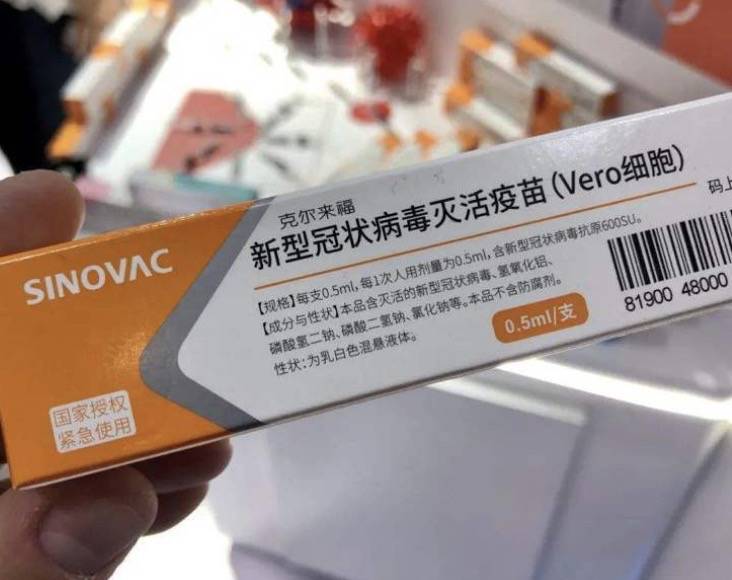 SINOVAC
国家授权
紧急使用
克尔来福
新型冠状病毒灭活疫苗(Vero细胞)
【规格】每支0.5ml,每1次人用剂量为0.5ml,含新型冠状病毒抗原600SU。
【成分与性状】本品含灭活的新型冠状病毒、氢氧化铝、
磷酸氢二钠、磷酸二氢钠、氯化钠等。本品不含防腐剂。
性状:为乳白色混悬液体。
0.5ml/支
码上
81900 48000